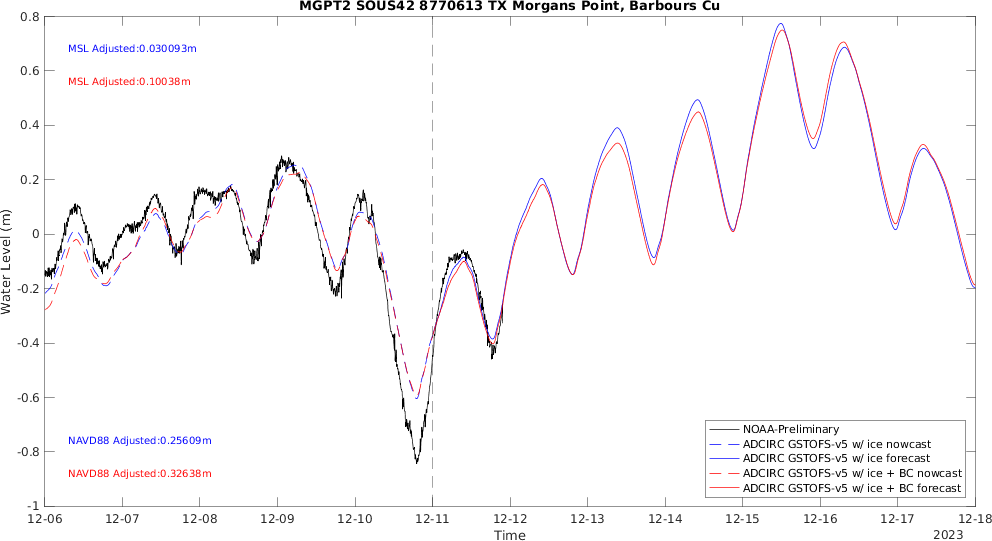 MGPT2 SOUS42 8770613 TX Morgans Point, Barbours Cu
MSL Adjusted:0.030093m
MSL Adjusted:0.10038m
NAVD88 Adjusted:0.25609m
NAVD88 Adjusted:0.32638m
Water Level (m)
0.8
0.6
0.4
0.2
0
-0.2
-0.4
-0.6
-0.8
-1
NOAA-Preliminary
ADCIRC GSTOFS-v5 w/ ice nowcast
ADCIRC GSTOFS-v5 w/ ice forecast
ADCIRC GSTOFS-v5 w/ ice + BC nowcast
ADCIRC GSTOFS-v5 w/ ice + BC forecast
12-06 12-07 12-08 12-09 12-10 12-11 12-12 12-13 12-14 12-15 12-16 12-17 12-18
Time
2023